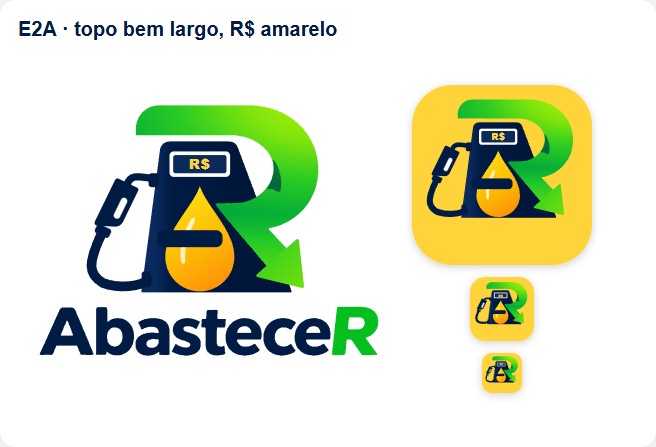 E2A · topo bem largo, R$ amarelo
R$
AbasteceR
R$